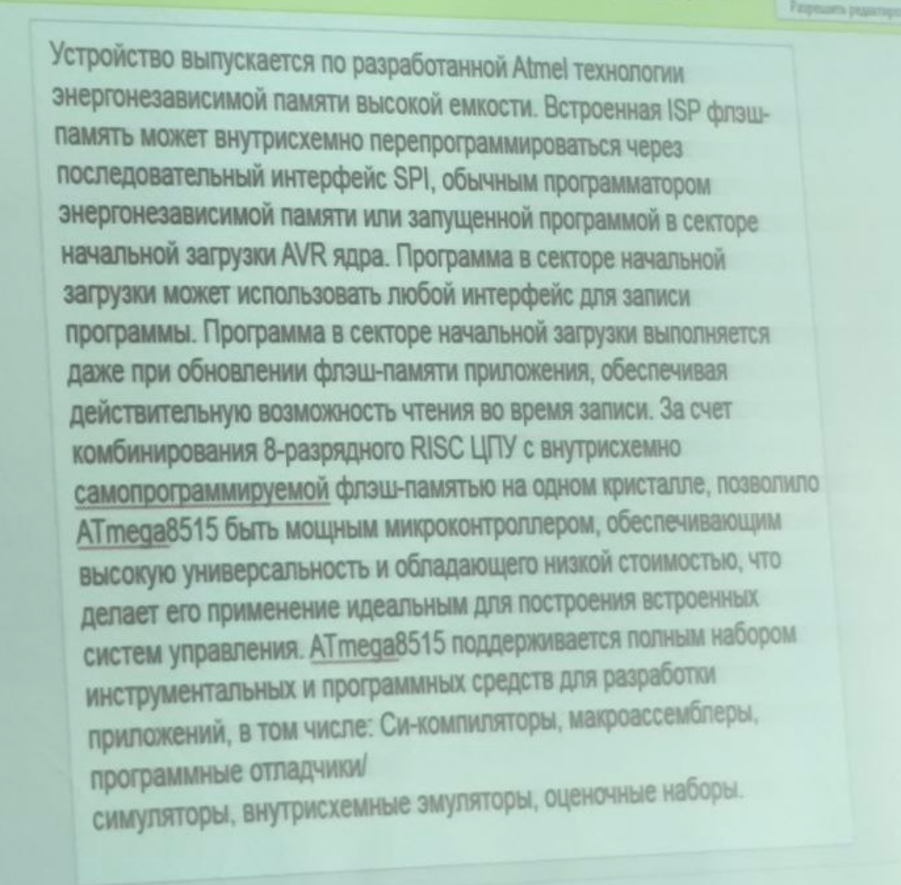 Разрешить редактиро
Устройство выпускается по разработанной Atmel технологии
энергонезависимой памяти высокой емкости. Встроенная ISP флэш-
память может внутрисхемно перепрограммироваться через
последовательный интерфейс SPI, обычным программатором
энергонезависимой памяти или запущенной программой в секторе
начальной загрузки AVR ядра. Программа в секторе начальной
загрузки может использовать любой интерфейс для записи
программы. Программа в секторе начальной загрузки выполняется
даже при обновлении флэш-памяти приложения, обеспечивая
действительную возможность чтения во время записи. За счет
комбинирования 8-разрядного RISC ЦПУ с внутрисхемно
самопрограммируемой флэш-памятью на одном кристалле, позволило
ATmega8515 быть мощным микроконтроллером, обеспечивающим
высокую универсальность и обладающего низкой стоимостью, что
делает его применение идеальным для построения встроенных
систем управления. ATmega8515 поддерживается полным набором
инструментальных и программных средств для разработки
приложений, в том числе: Си-компиляторы, макроассемблеры,
программные отладчики/
симуляторы, внутрисхемные эмуляторы, оценочные наборы.